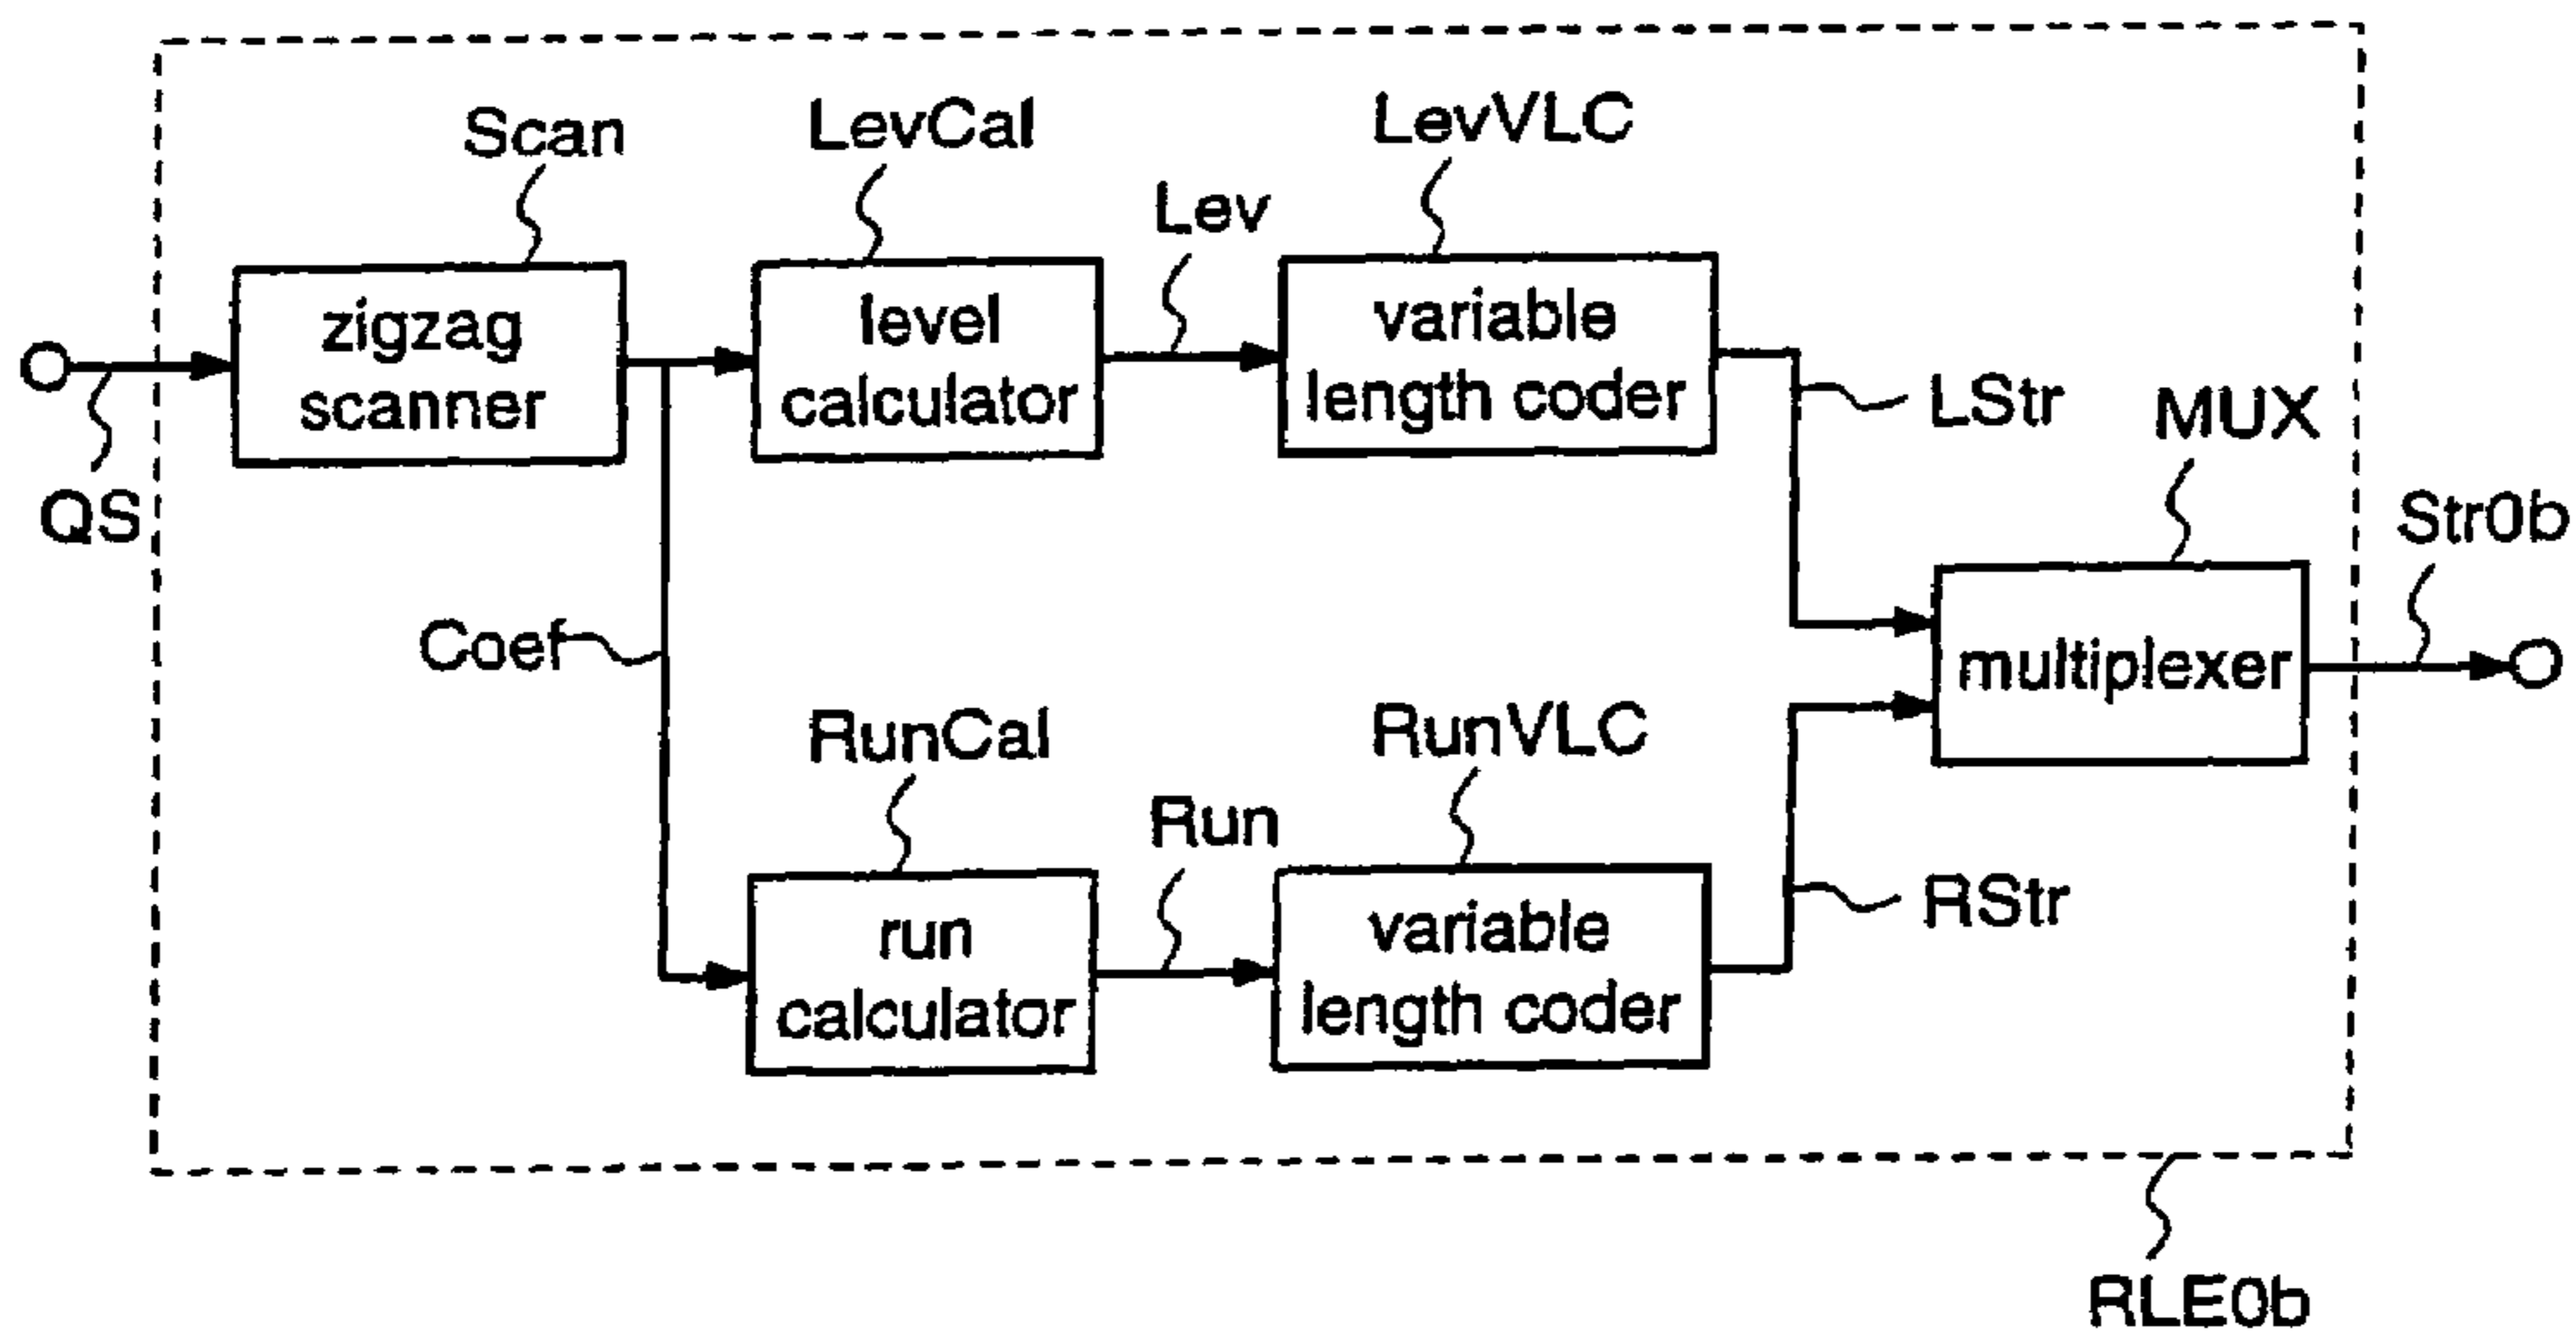 Scan
LevCal
LevVLC
Lev
zigzag
scanner
level
calculator
variable
length coder
QS
LStr
MUX
Str0b
Coef
multiplexer
RunCal
RunVLC
Run
run
calculator
variable
length coder
RStr
RLE0b